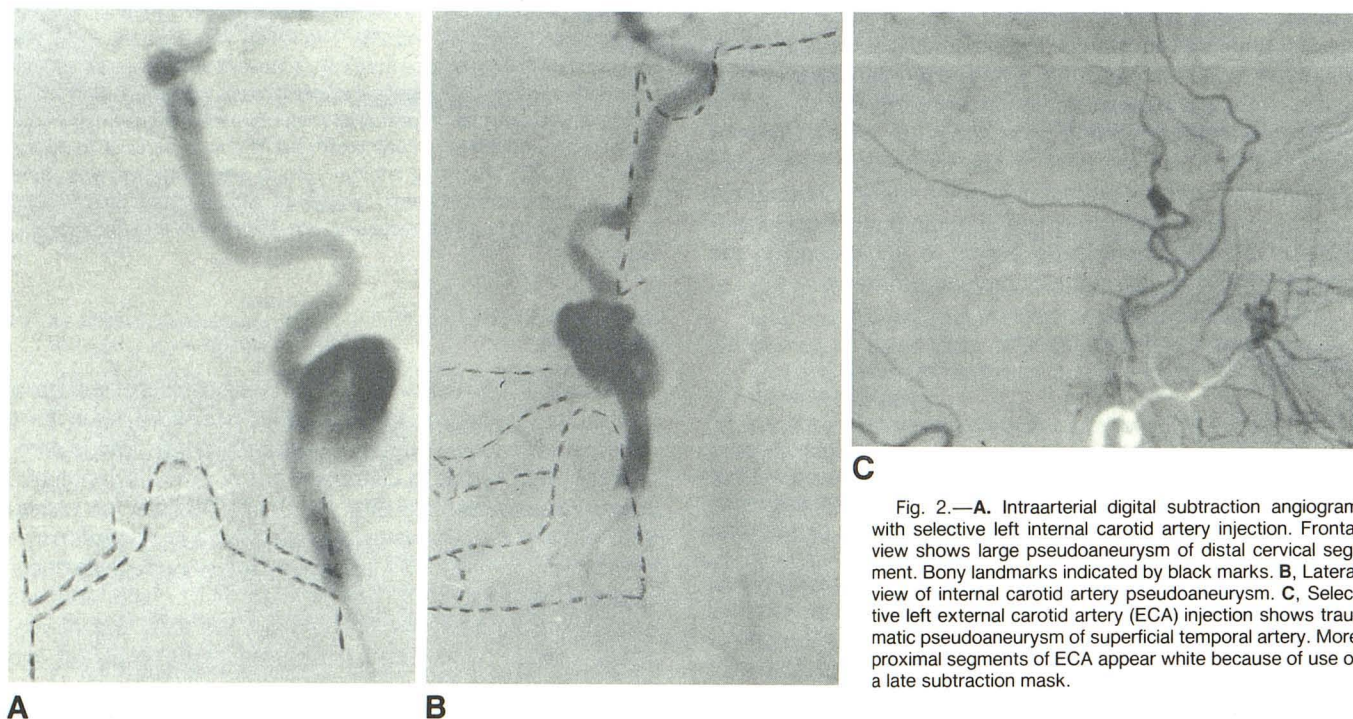 A
B
C
Fig. 2.—A. Intraarterial digital subtraction angiogram
with selective left internal carotid artery injection. Fronta
view shows large pseudoaneurysm of distal cervical seg-
ment. Bony landmarks indicated by black marks. B, Latera
view of internal carotid artery pseudoaneurysm. C, Selec-
tive left external carotid artery (ECA) injection shows trau-
matic pseudoaneurysm of superficial temporal artery. More
proximal segments of ECA appear white because of use o
a late subtraction mask.